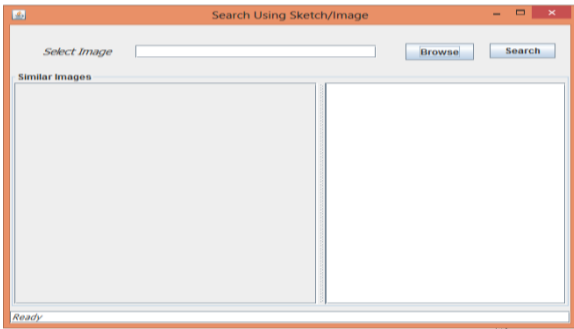 Search Using Sketch/Image
Select Image Browse Search
Similar Images
Ready